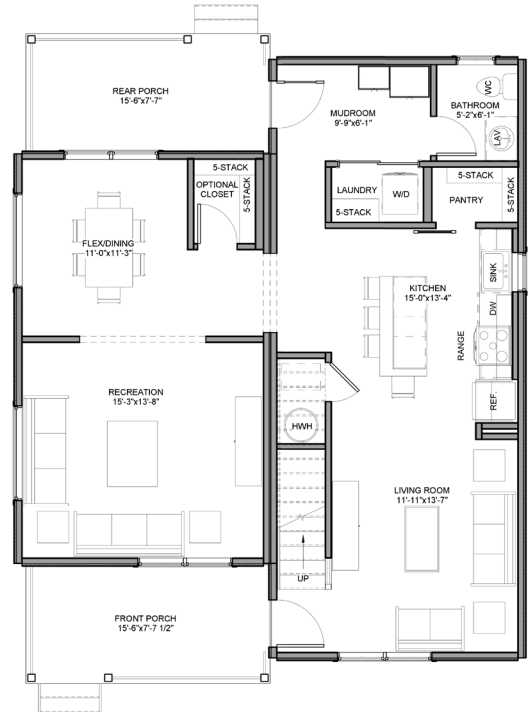 REAR PORCH
15'-6"x7'-7"
MUDROOM
9'-9"x6'-1"
WC
BATHROOM
5'-2"x6'-1"
LAV
5-STACK
OPTIONAL
CLOSET
5-STACK
LAUNDRY
W/D
5-STACK
5-STACK
PANTRY
5-STACK
FLEX/DINING
11'-0"x11'-3"
KITCHEN
15'-0"x13'-4"
SINK
DW
RANGE
REF.
RECREATION
15'-3"x13'-8"
HWH
LIVING ROOM
11'-11"x13'-7"
UP
FRONT PORCH
15'-6"x7'-7 1/2"